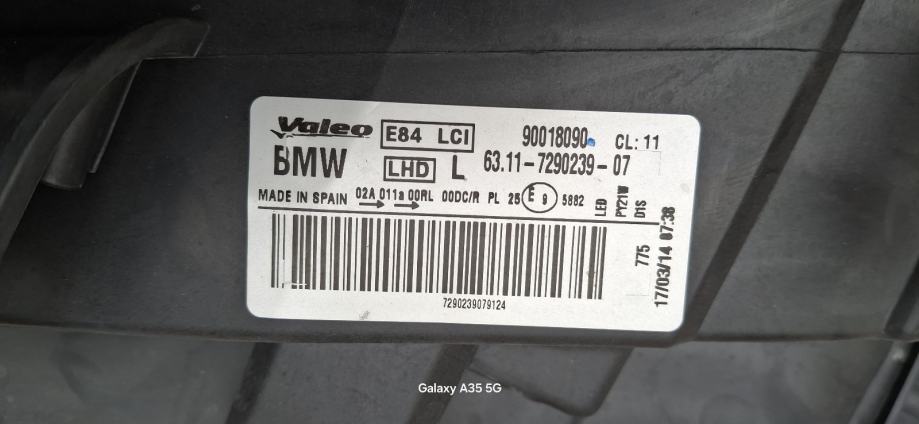 Valeo E84 LCI 90018090 CL: 11
BMW LHD L 63.11-7290239-07
MADE IN SPAIN 02A 011a 00RL 00DC/R PL 25 E 9 5882
LED
PY21W
D1S
7290239079124
775
17/03/14 07:38
Galaxy A35 5G